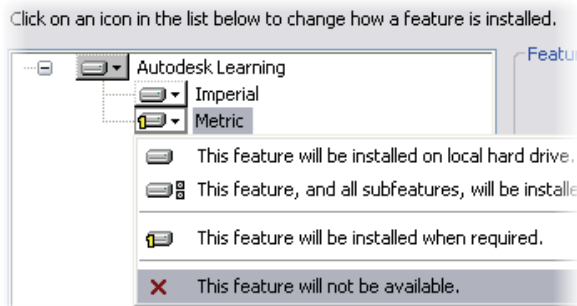 Click on an icon in the list below to change how a feature is installed.
Featu
Autodesk Learning
Imperial
Metric
This feature will be installed on local hard drive.
This feature, and all subfeatures, will be installe
This feature will be installed when required.
This feature will not be available.